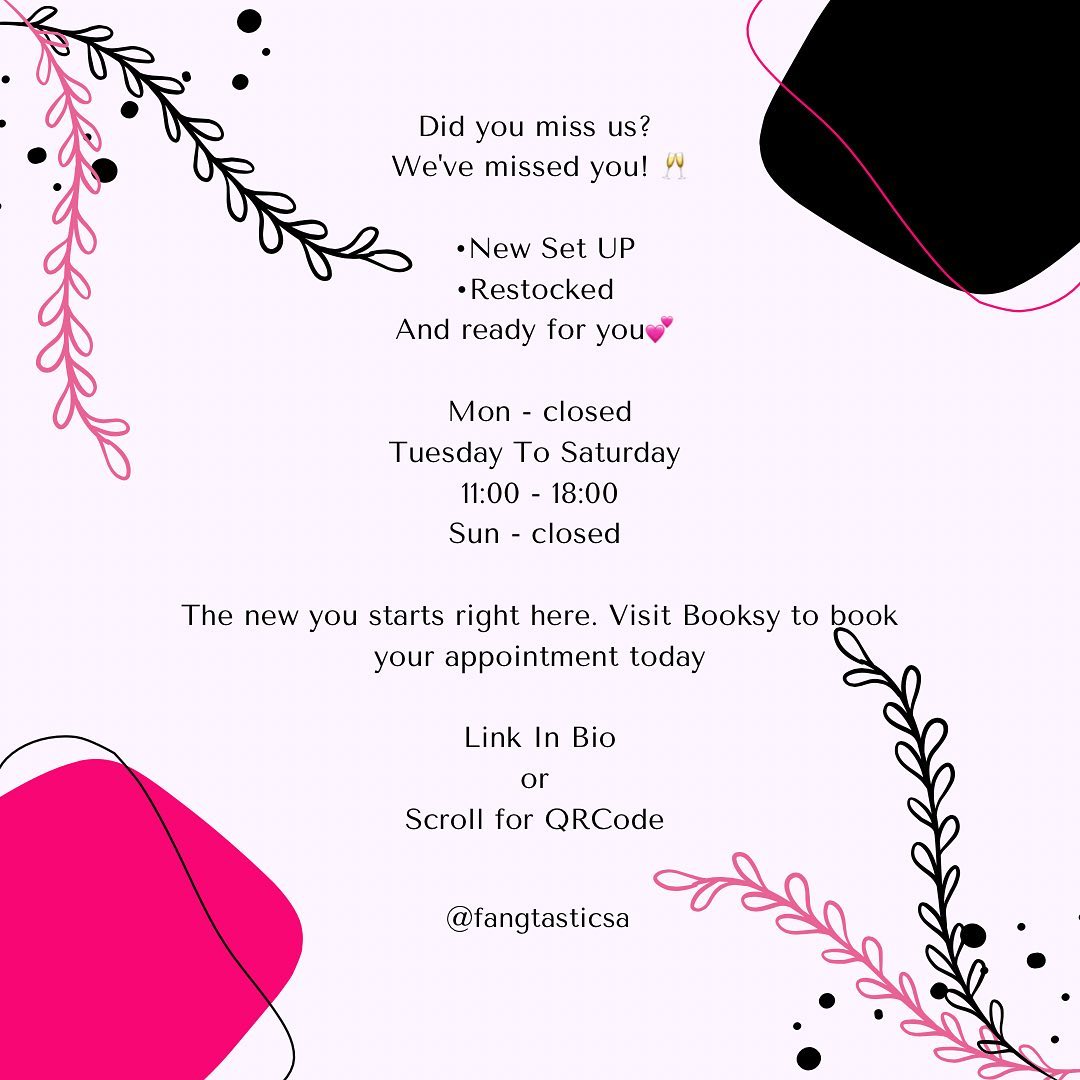 Did you miss us?
We've missed you! 🥂
•New Set UP
•Restocked
And ready for you💕
Mon - closed
Tuesday To Saturday
11:00 - 18:00
Sun - closed
The new you starts right here. Visit Booksy to book
your appointment today
Link In Bio
or
Scroll for QRCode
@fangtasticsa